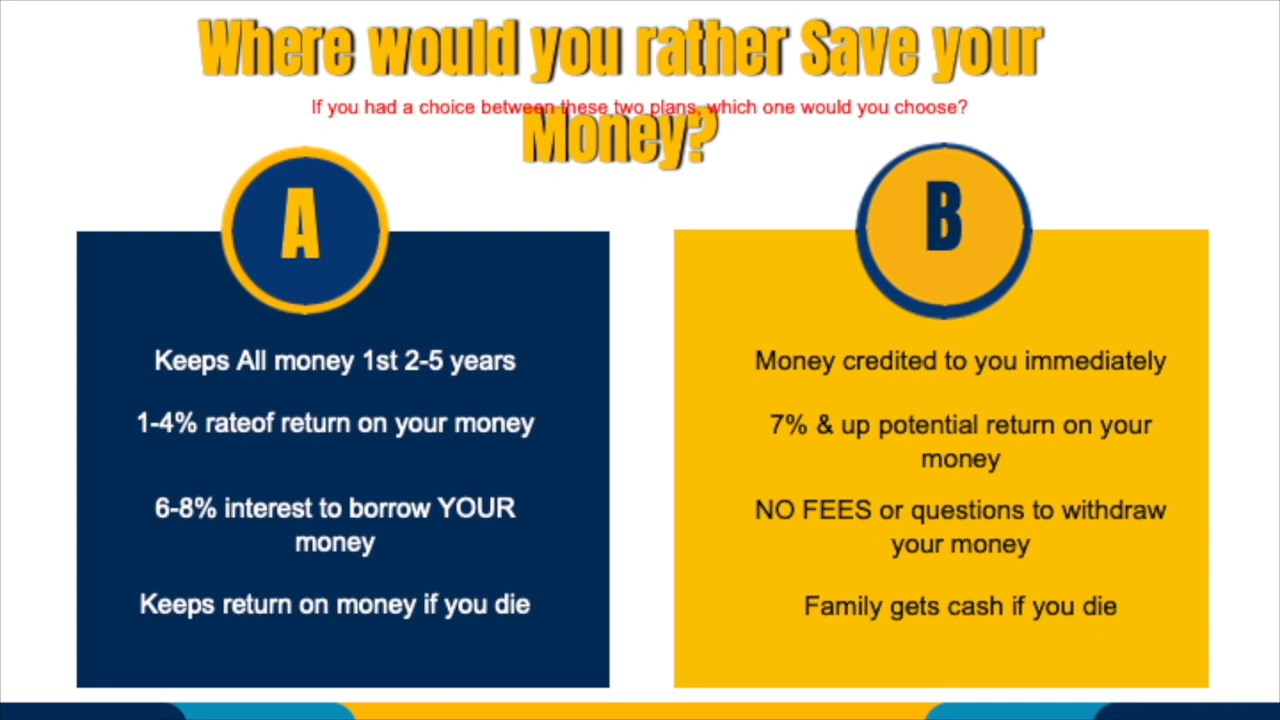 Where would you rather Save your
If you had a choice between these two plans, which one would you choose?
Money?
A
Keeps All money 1st 2-5 years
1-4% rateof return on your money
6-8% interest to borrow YOUR
money
Keeps return on money if you die
B
Money credited to you immediately
7% & up potential return on your
money
NO FEES or questions to withdraw
your money
Family gets cash if you die